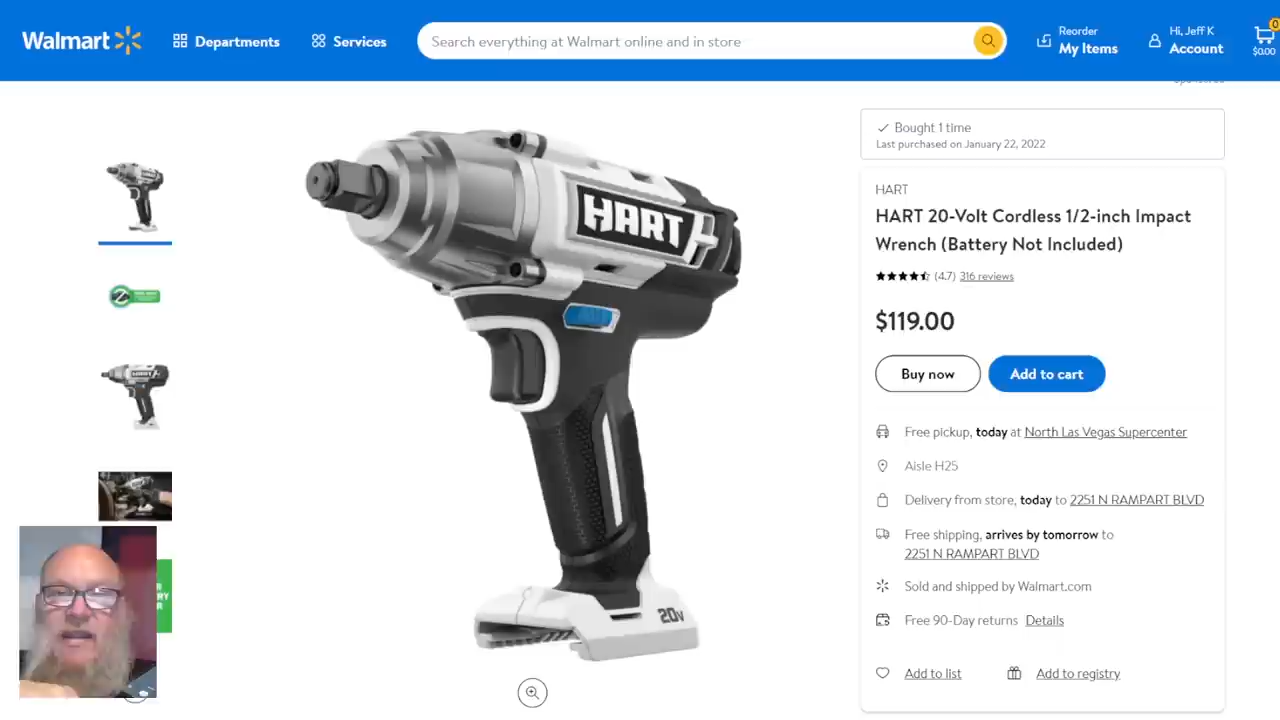 Walmart
Departments
Services
Search everything at Walmart online and in store
Reorder
My Items
Hi, Jeff K
Account
0
$0.00
Bought 1 time
Last purchased on January 22, 2022
HART
HART 20-Volt Cordless 1/2-inch Impact
Wrench (Battery Not Included)
(4.7) 316 reviews
$119.00
Buy now
Add to cart
Free pickup, today at North Las Vegas Supercenter
Aisle H25
Delivery from store, today to 2251 N RAMPART BLVD
Free shipping, arrives by tomorrow to
2251 N RAMPART BLVD
Sold and shipped by Walmart.com
Free 90-Day returns Details
Add to list
Add to registry
HART
20V